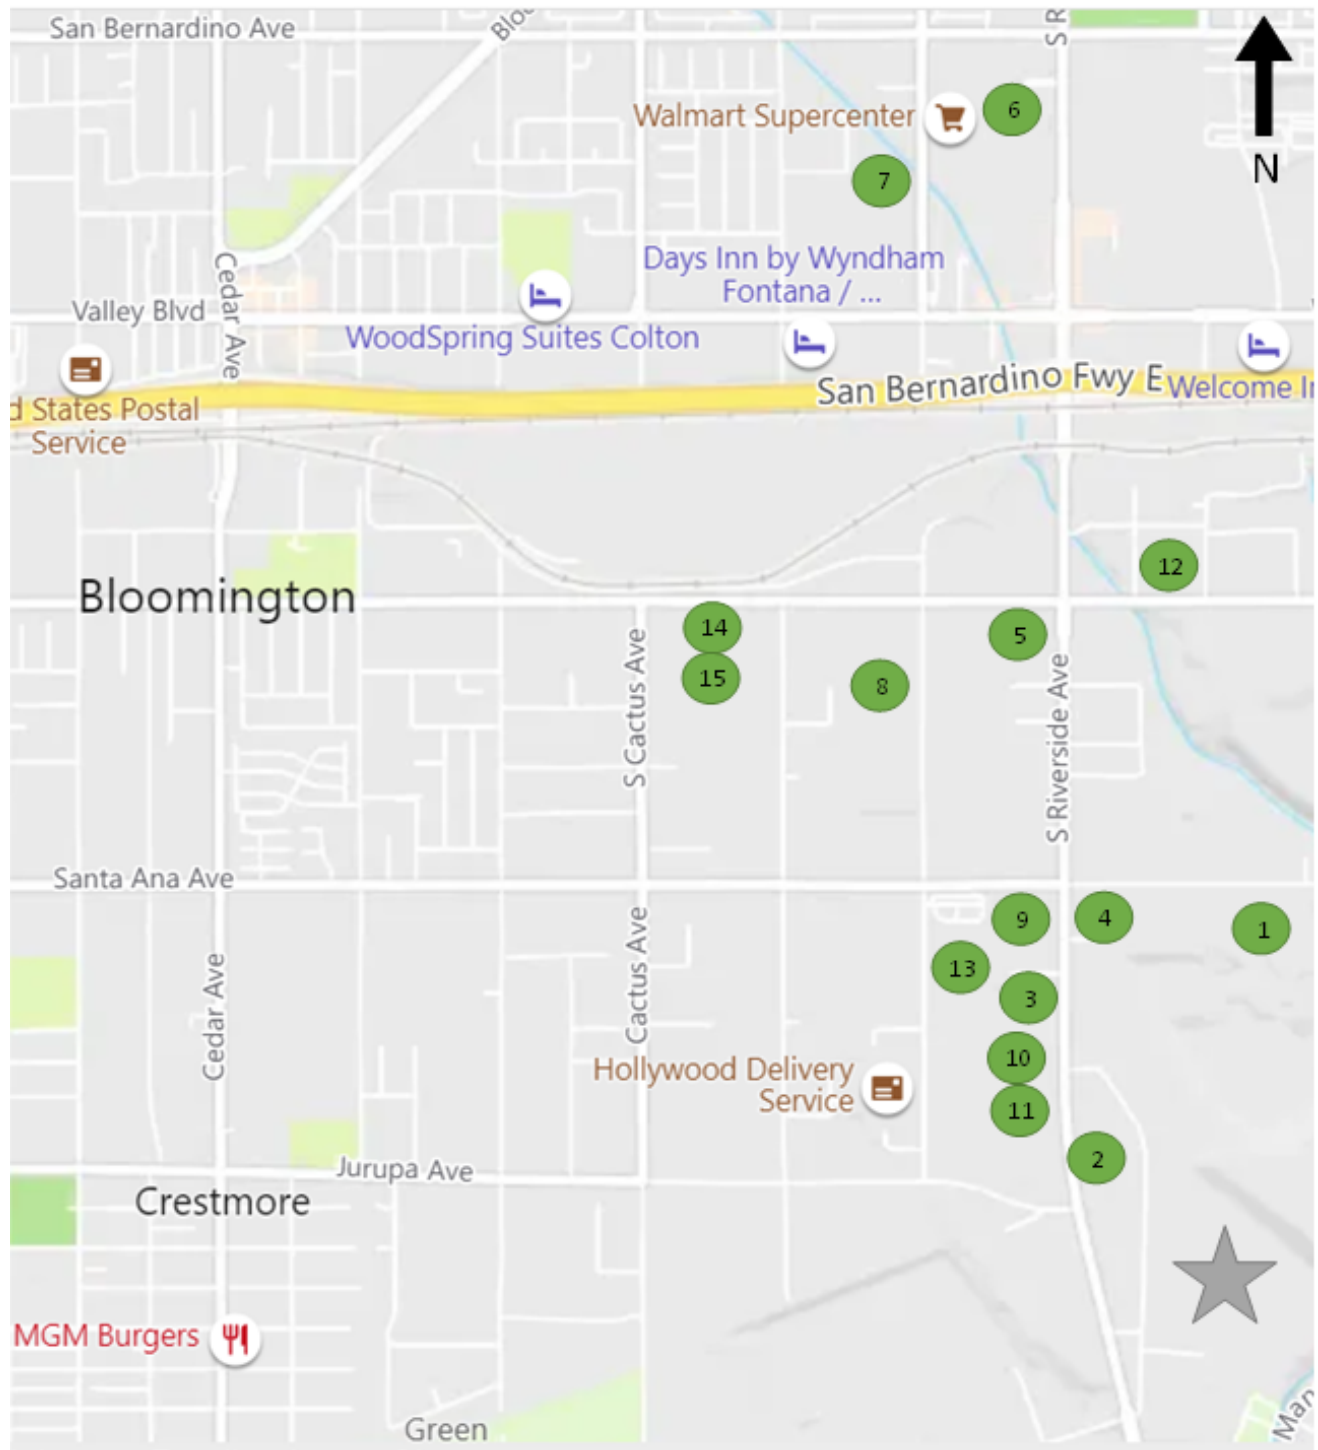 San Bernardino Ave
Bloo
S R
Walmart Supercenter
6
N
7
Cedar Ave
Days Inn by Wyndham
Fontana / ...
Valley Blvd
WoodSpring Suites Colton
San Bernardino Fwy E
Welcome In
d States Postal
Service
12
Bloomington
14
5
15
8
S Cactus Ave
S Riverside Ave
Santa Ana Ave
9
4
1
13
Cactus Ave
3
Cedar Ave
10
Hollywood Delivery
Service
11
2
Jurupa Ave
Crestmore
MGM Burgers
Green
Man